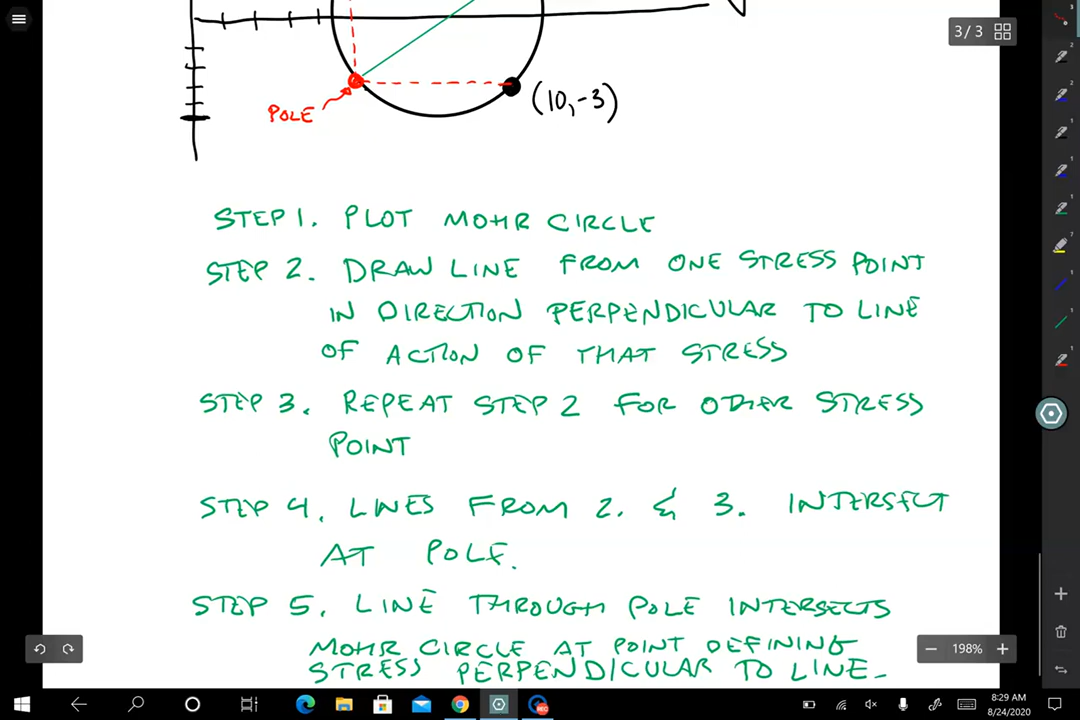 3/3
(10,-3)
POLE
STEP 1. PLOT MOHR CIRCLE
STEP 2. DRAW LINE FROM ONE STRESS POINT
IN DIRECTION PERPENDICULAR TO LINE
OF ACTION OF THAT STRESS
STEP 3. REPEAT STEP 2 FOR OTHER STRESS
POINT
STEP 4. LINES FROM 2. & 3. INTERSECT
AT POLE.
STEP 5. LINE THROUGH POLE INTERSECTS
MOHR CIRCLE AT POINT DEFINING
STRESS PERPENDICULAR TO LINE.
198%
8:29 AM
8/24/2020